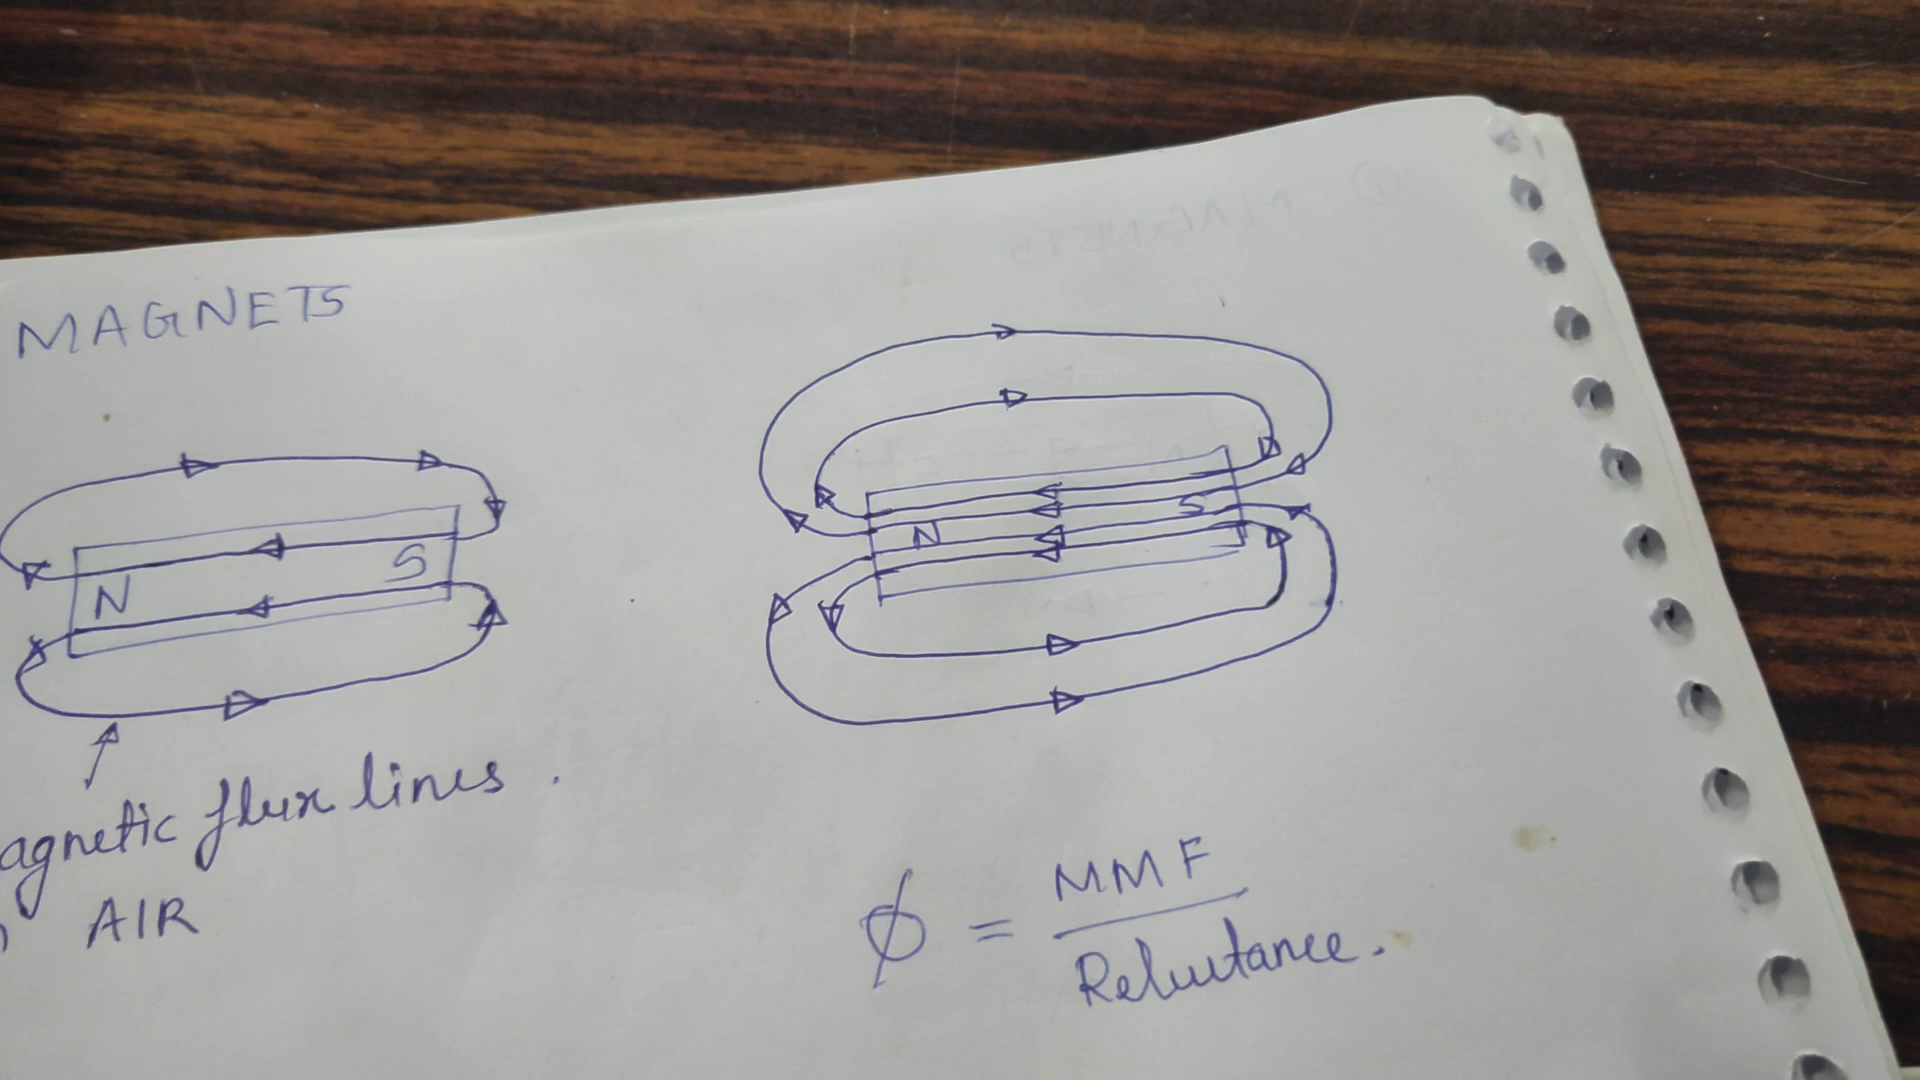 MAGNETS
N S
N S
agnetic flux lines.
AIR
ϕ = MMF
Reluctance.